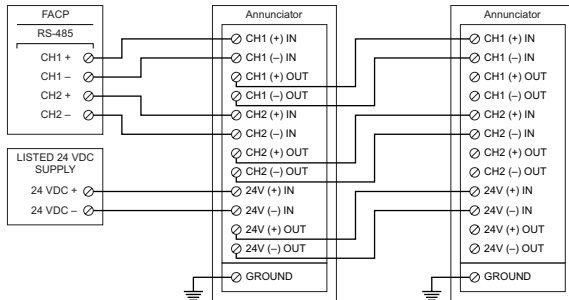 FACP
RS-485
CH1 +
CH1 –
CH2 +
CH2 –
LISTED 24 VDC
SUPPLY
24 VDC +
24 VDC –
Annunciator
CH1 (+) IN
CH1 (–) IN
CH1 (+) OUT
CH1 (–) OUT
CH2 (+) IN
CH2 (–) IN
CH2 (+) OUT
CH2 (–) OUT
24V (+) IN
24V (–) IN
24V (+) OUT
24V (–) OUT
GROUND
Annunciator
CH1 (+) IN
CH1 (–) IN
CH1 (+) OUT
CH1 (–) OUT
CH2 (+) IN
CH2 (–) IN
CH2 (+) OUT
CH2 (–) OUT
24V (+) IN
24V (–) IN
24V (+) OUT
24V (–) OUT
GROUND